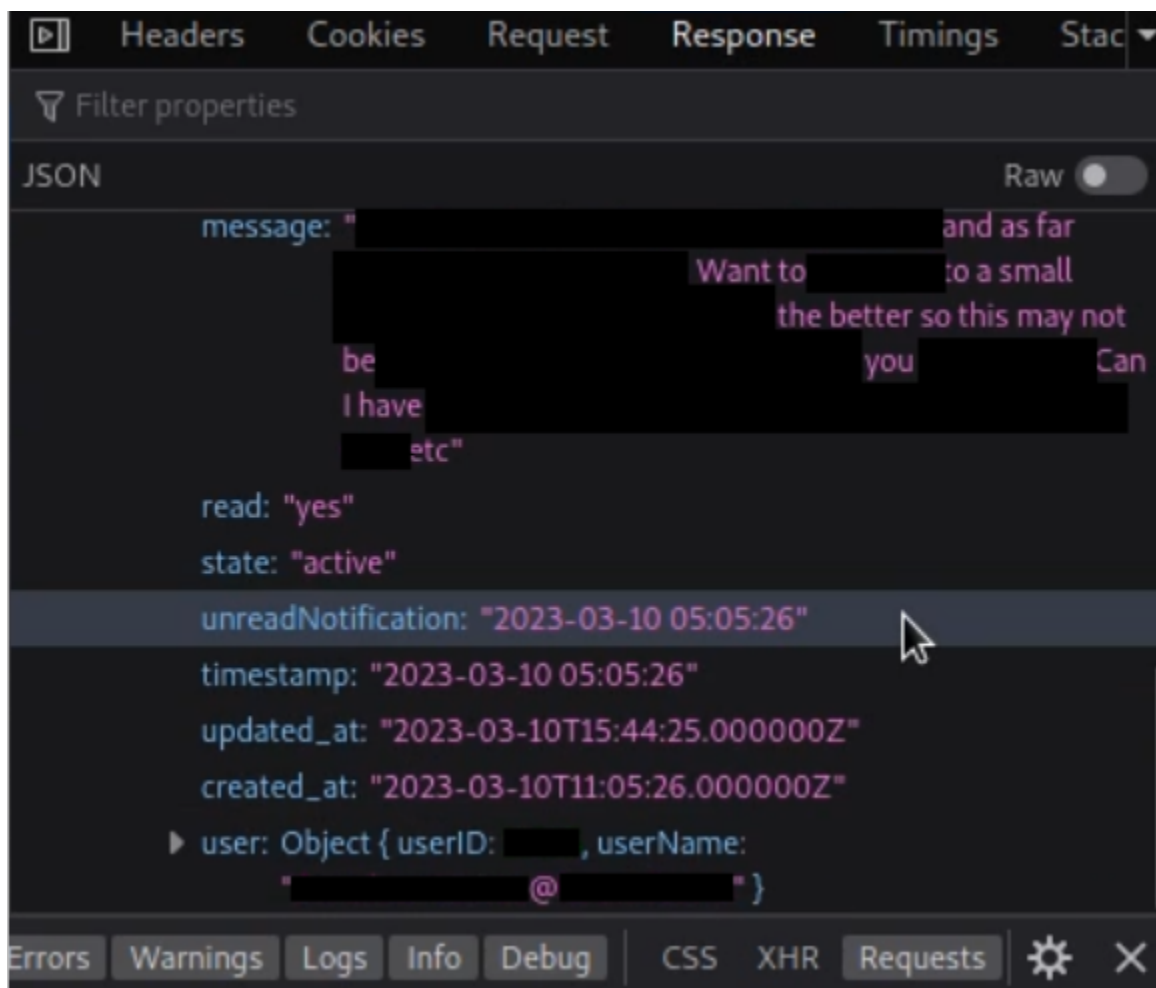 Headers Cookies Request Response Timings Stac
Filter properties
JSON Raw
message: " and as far
Want to to a small
the better so this may not
be you Can
I have
etc"
read: "yes"
state: "active"
unreadNotification: "2023-03-10 05:05:26"
timestamp: "2023-03-10 05:05:26"
updated_at: "2023-03-10T15:44:25.000000Z"
created_at: "2023-03-10T11:05:26.000000Z"
user: Object { userID: , userName:
" @ " }
Errors Warnings Logs Info Debug CSS XHR Requests